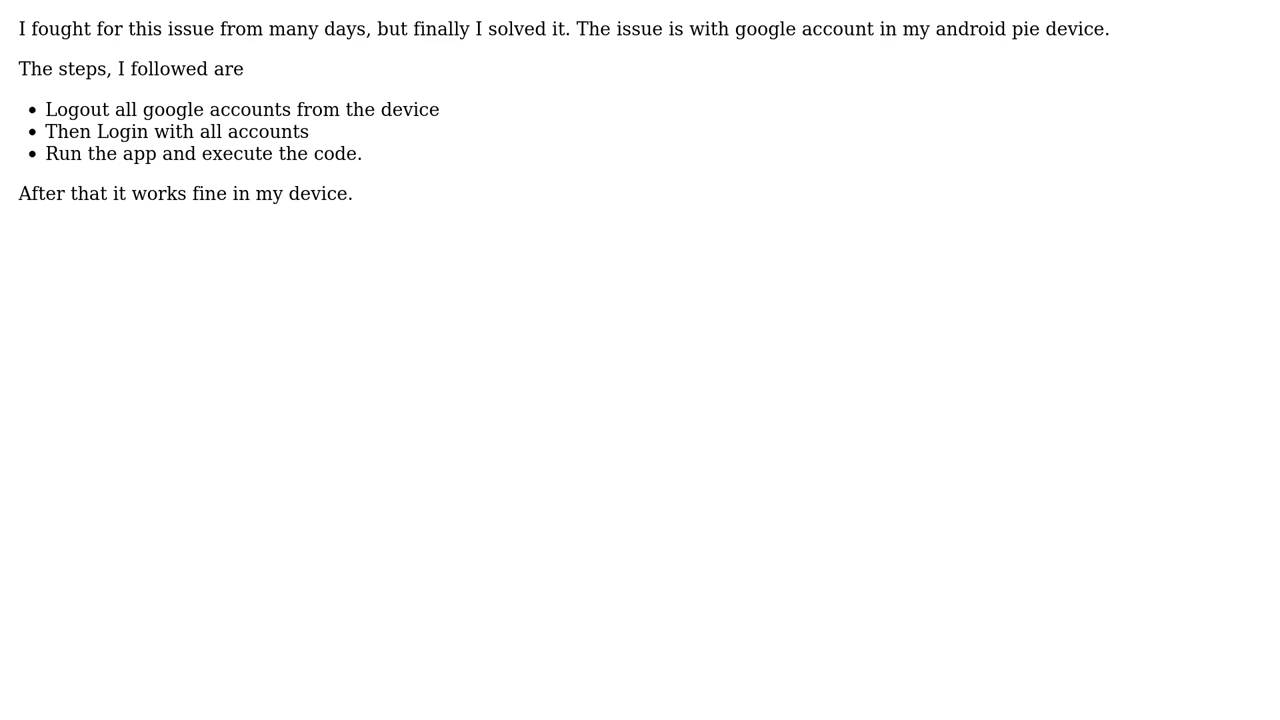 I fought for this issue from many days, but finally I solved it. The issue is with google account in my android pie device.
The steps, I followed are
• Logout all google accounts from the device
• Then Login with all accounts
• Run the app and execute the code.
After that it works fine in my device.